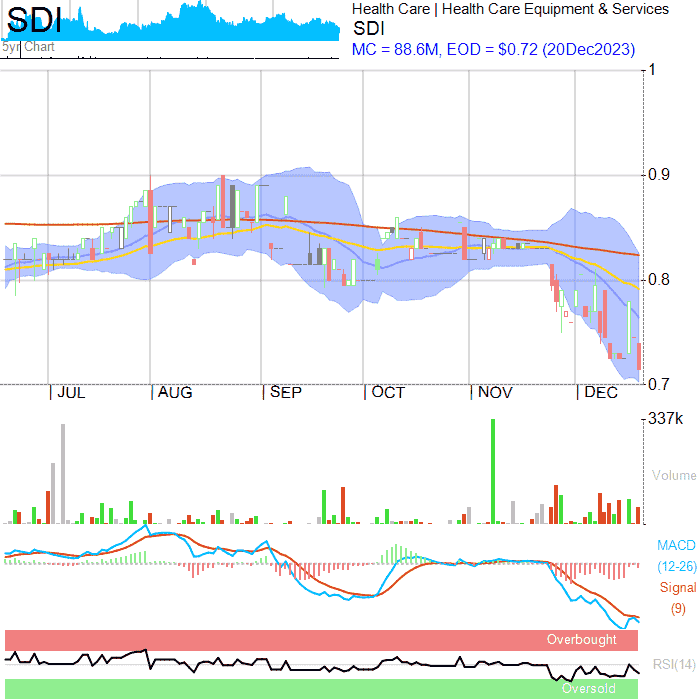 SDI
5yr Chart
Health Care | Health Care Equipment & Services
SDI
MC = 88.6M, EOD = $0.72 (20Dec2023)
1
0.9
0.8
0.7
| JUL | AUG | SEP | OCT | NOV | DEC
337k
Volume
MACD
(12-26)
Signal
(9)
Overbought
RSI(14)
Oversold